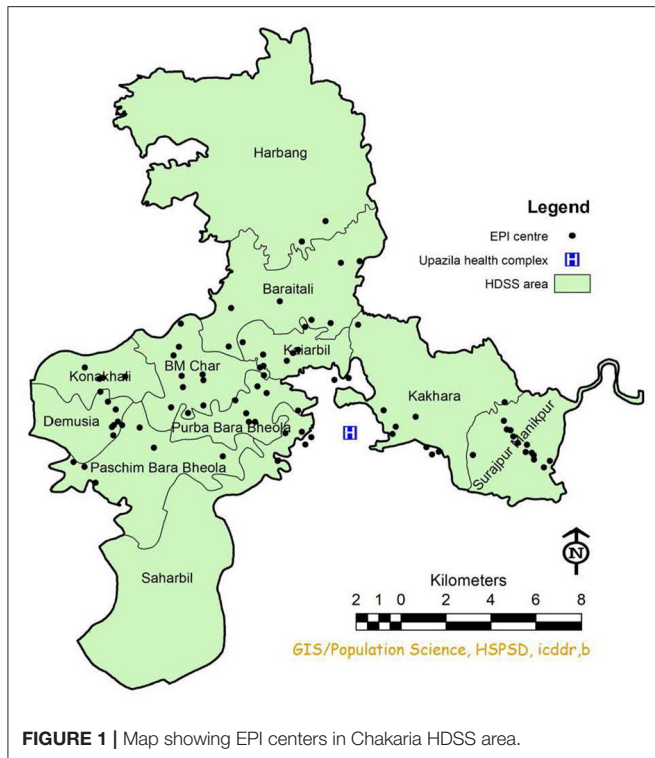 Harbang
Legend
EPI centre
Upazila health complex
H
HDSS area
Baraitali
Kaiarbil
BM Char
Konakhali
Kakhara
Demusia
Purba Bara Bheola
Surajpur Manikpur
H
Paschim Bara Bheola
Saharbil
N
Kilometers
2 1 0 2 4 6 8
GIS/Population Science, HSPSD, icddr,b
FIGURE 1 | Map showing EPI centers in Chakaria HDSS area.